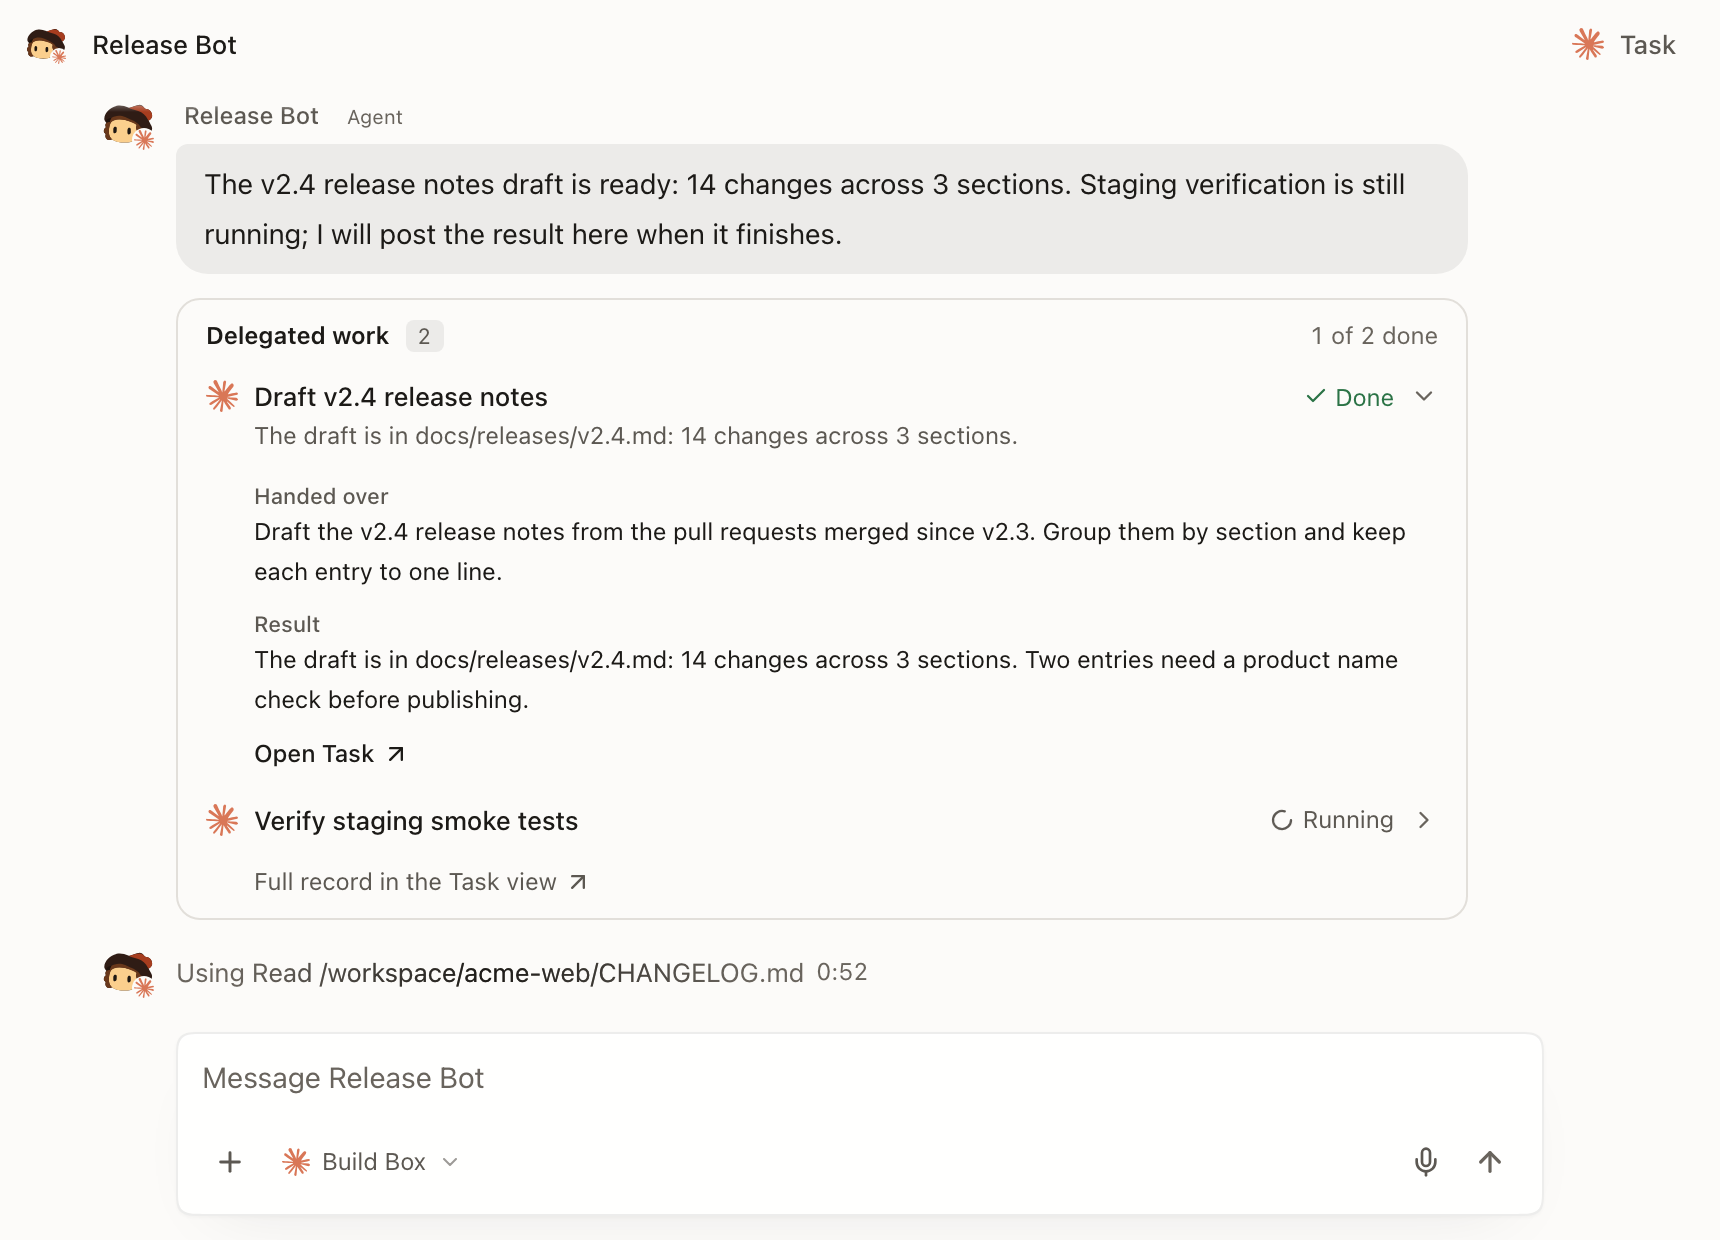 Release Bot
Task
Release Bot Agent
The v2.4 release notes draft is ready: 14 changes across 3 sections. Staging verification is still
running; I will post the result here when it finishes.
Delegated work 2
1 of 2 done
Draft v2.4 release notes
Done
The draft is in docs/releases/v2.4.md: 14 changes across 3 sections.
Handed over
Draft the v2.4 release notes from the pull requests merged since v2.3. Group them by section and keep
each entry to one line.
Result
The draft is in docs/releases/v2.4.md: 14 changes across 3 sections. Two entries need a product name
check before publishing.
Open Task
Verify staging smoke tests
Running
Full record in the Task view
Using Read /workspace/acme-web/CHANGELOG.md 0:52
Message Release Bot
Build Box